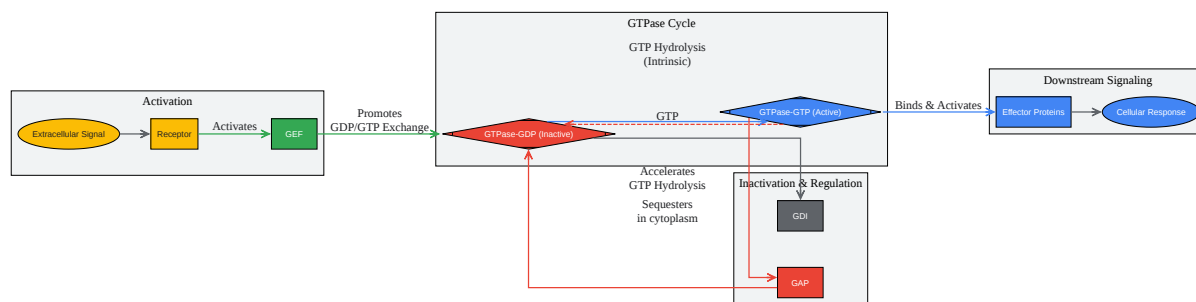 GTPase Cycle
GTP Hydrolysis
(Intrinsic)
Activation
Extracellular Signal
Receptor
Activates
GEF
Promotes
GDP/GTP Exchange
GTPase-GDP (Inactive)
GTP
GTPase-GTP (Active)
Binds & Activates
Downstream Signaling
Effector Proteins
Cellular Response
Accelerates
GTP Hydrolysis
Sequesters
in cytoplasm
Inactivation & Regulation
GDI
GAP